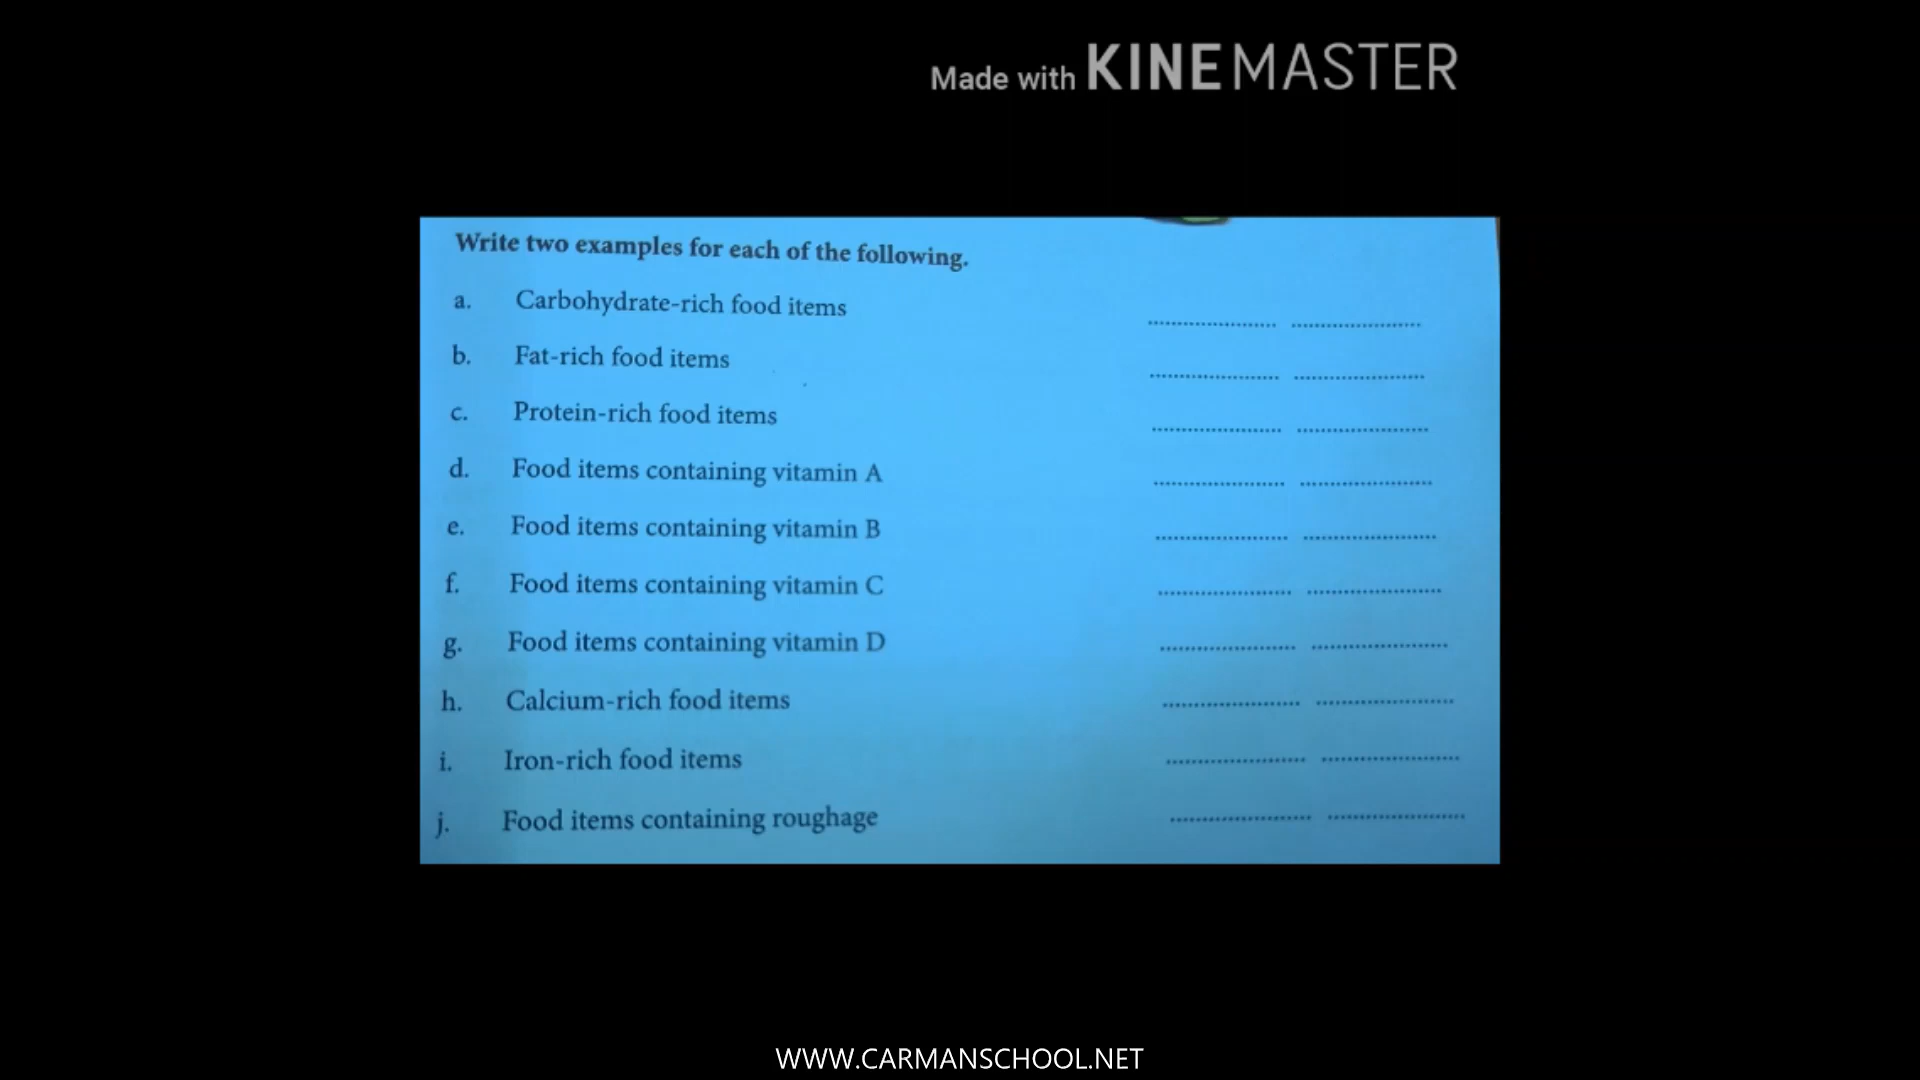 Made with KINEMASTER
Write two examples for each of the following.
a. Carbohydrate-rich food items ........................ ........................
b. Fat-rich food items ........................ ........................
c. Protein-rich food items ........................ ........................
d. Food items containing vitamin A ........................ ........................
e. Food items containing vitamin B ........................ ........................
f. Food items containing vitamin C ........................ ........................
g. Food items containing vitamin D ........................ ........................
h. Calcium-rich food items ........................ ........................
i. Iron-rich food items ........................ ........................
j. Food items containing roughage ........................ ........................
WWW.CARMANSCHOOL.NET